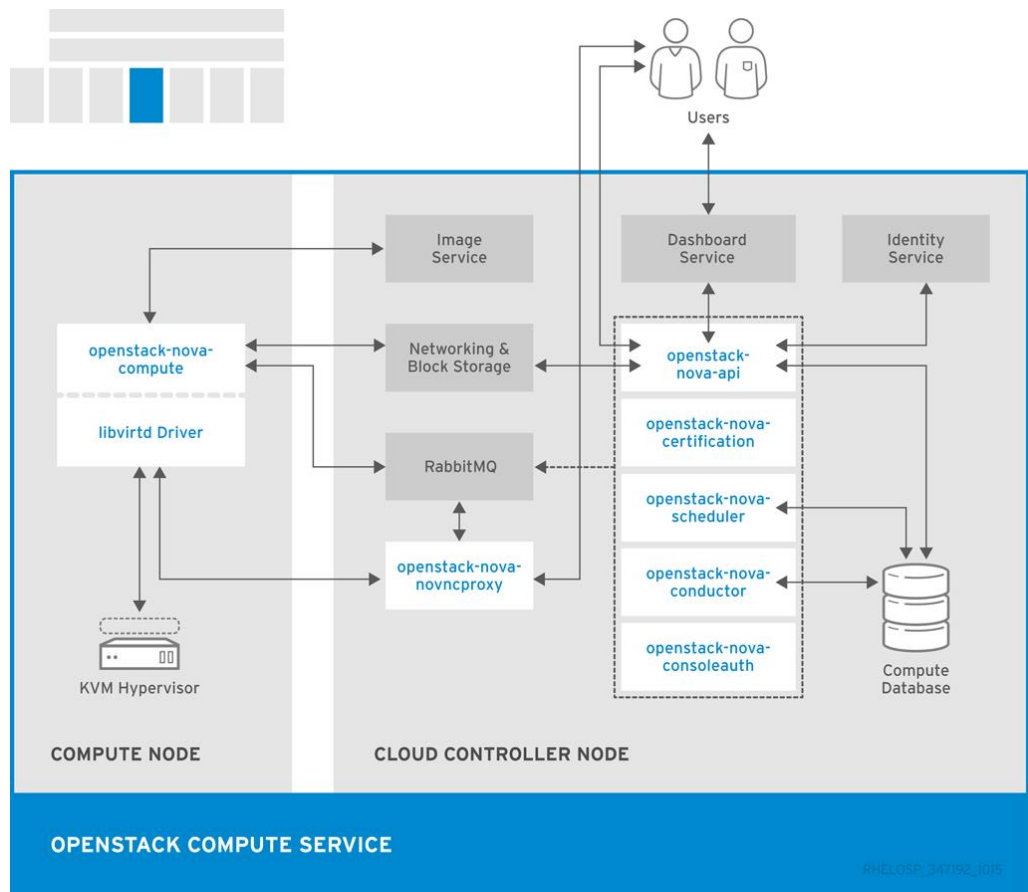 Users
Image
Service
Dashboard
Service
Identity
Service
openstack-nova-
compute
libvirtd Driver
Networking &
Block Storage
openstack-
nova-api
openstack-nova-
certification
RabbitMQ
openstack-nova-
scheduler
openstack-nova-
novncproxy
openstack-nova-
conductor
openstack-nova-
consoleauth
KVM Hypervisor
Compute
Database
COMPUTE NODE
CLOUD CONTROLLER NODE
OPENSTACK COMPUTE SERVICE
RHELOSP_347192_1015